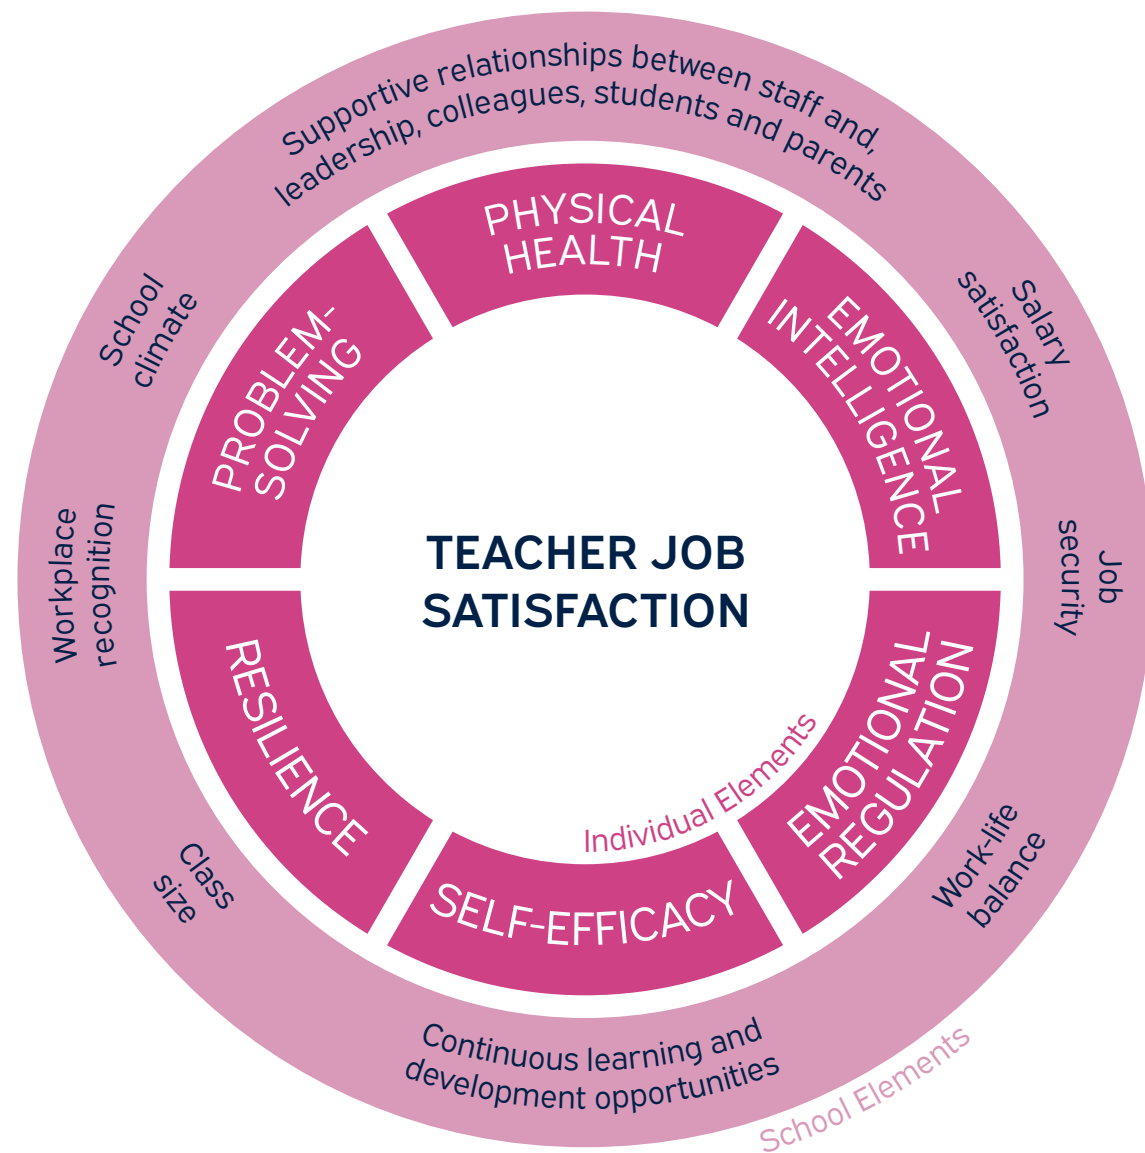 Supportive relationships between staff and,
leadership, colleagues, students and parents
Salary
satisfaction
Job
security
Work-life
balance
Continuous learning and
development opportunities
Class
size
Workplace
recognition
School
climate
PHYSICAL
HEALTH
EMOTIONAL
INTELLIGENCE
EMOTIONAL
REGULATION
SELF-EFFICACY
RESILIENCE
PROBLEM-
SOLVING
TEACHER JOB
SATISFACTION
Individual Elements
School Elements